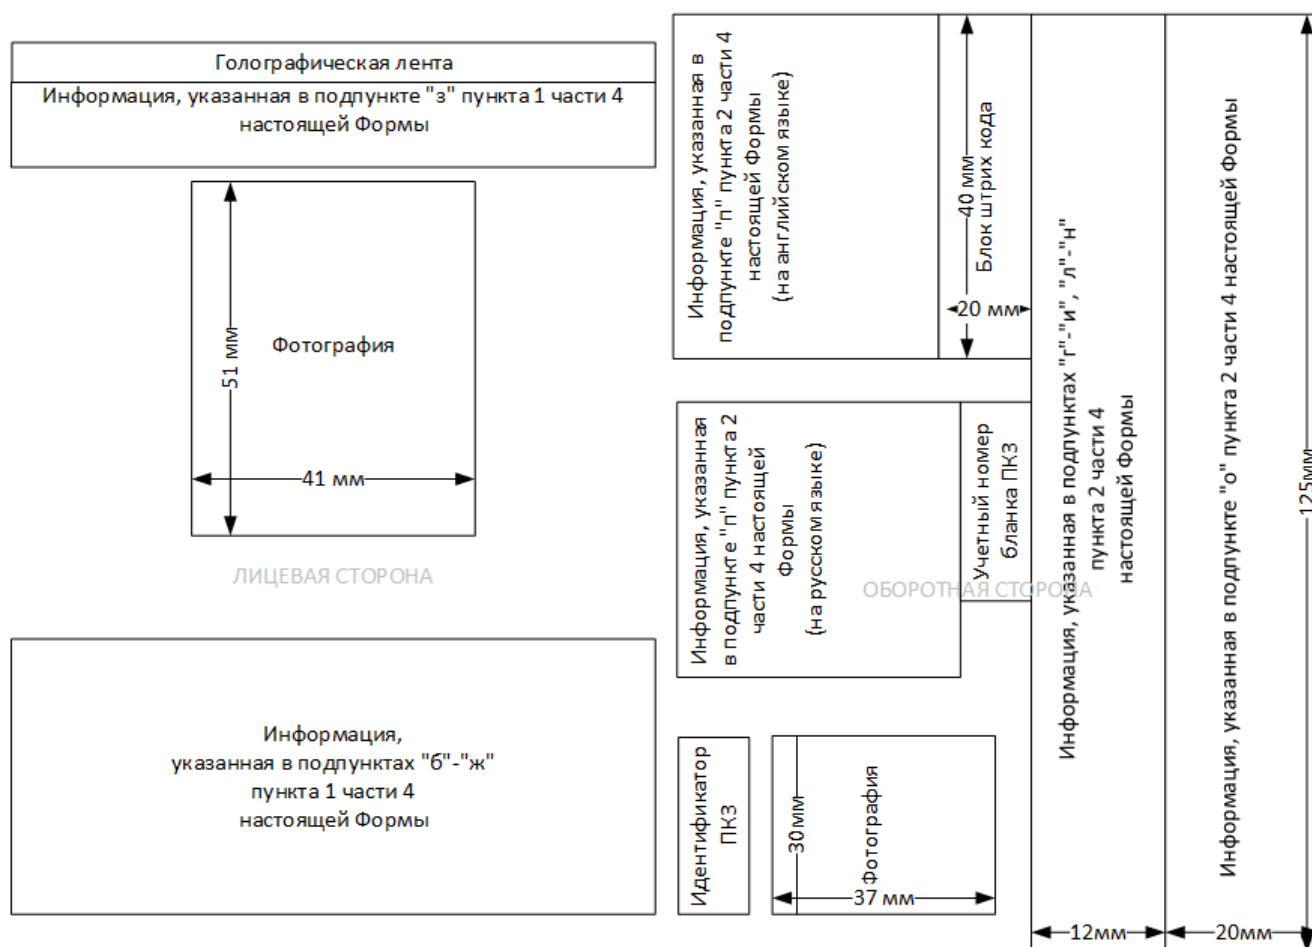 Голографическая лента
Информация, указанная в подпункте "з" пункта 1 части 4
настоящей Формы
51 мм
Фотография
41 мм
ЛИЦЕВАЯ СТОРОНА
Информация,
указанная в подпунктах "б"-"ж"
пункта 1 части 4
настоящей Формы
Информация, указанная в
подпункте "п" пункта 2 части 4
настоящей Формы
(на английском языке)
40 мм
Блок штрих кода
20 мм
Информация, указанная
в подпункте "п" пункта 2
части 4 настоящей
Формы
(на русском языке)
Учетный номер
бланка ПКЗ
ОБОРОТНАЯ СТОРОНА
Идентификатор
ПКЗ
30 мм
Фотография
37 мм
Информация, указанная в подпунктах "г"-"и", "л"-"н"
пункта 2 части 4
настоящей Формы
12мм
Информация, указанная в подпункте "о" пункта 2 части 4 настоящей Формы
20мм
125мм